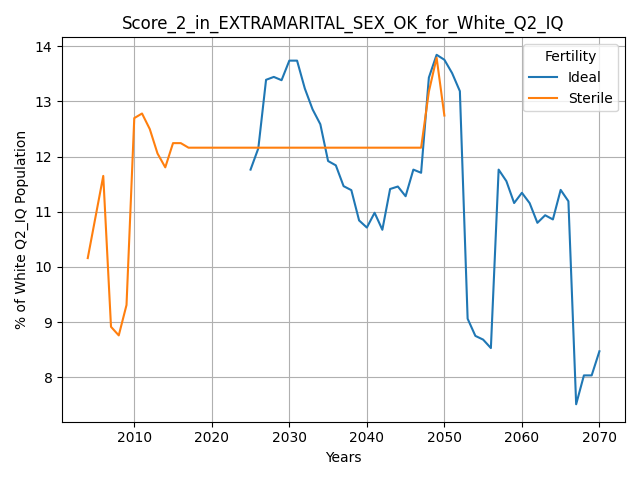 Score_2_in_EXTRAMARITAL_SEX_OK_for_White_Q2_IQ
% of White Q2_IQ Population
14
13
12
11
10
9
8
Fertility
Ideal
Sterile
2010 2020 2030 2040 2050 2060 2070
Years